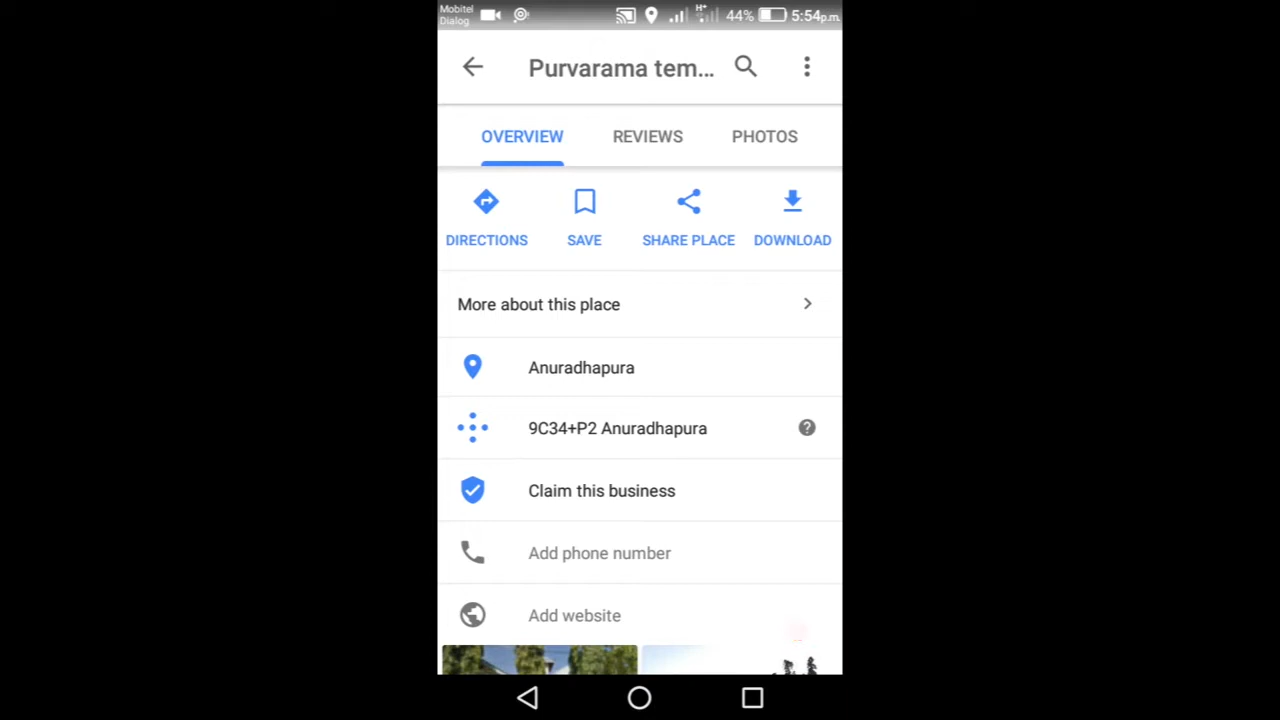 Mobitel
Dialog
H+
44%
5:54p.m.
Purvarama tem...
OVERVIEW
REVIEWS
PHOTOS
DIRECTIONS
SAVE
SHARE PLACE
DOWNLOAD
More about this place
Anuradhapura
9C34+P2 Anuradhapura
Claim this business
Add phone number
Add website